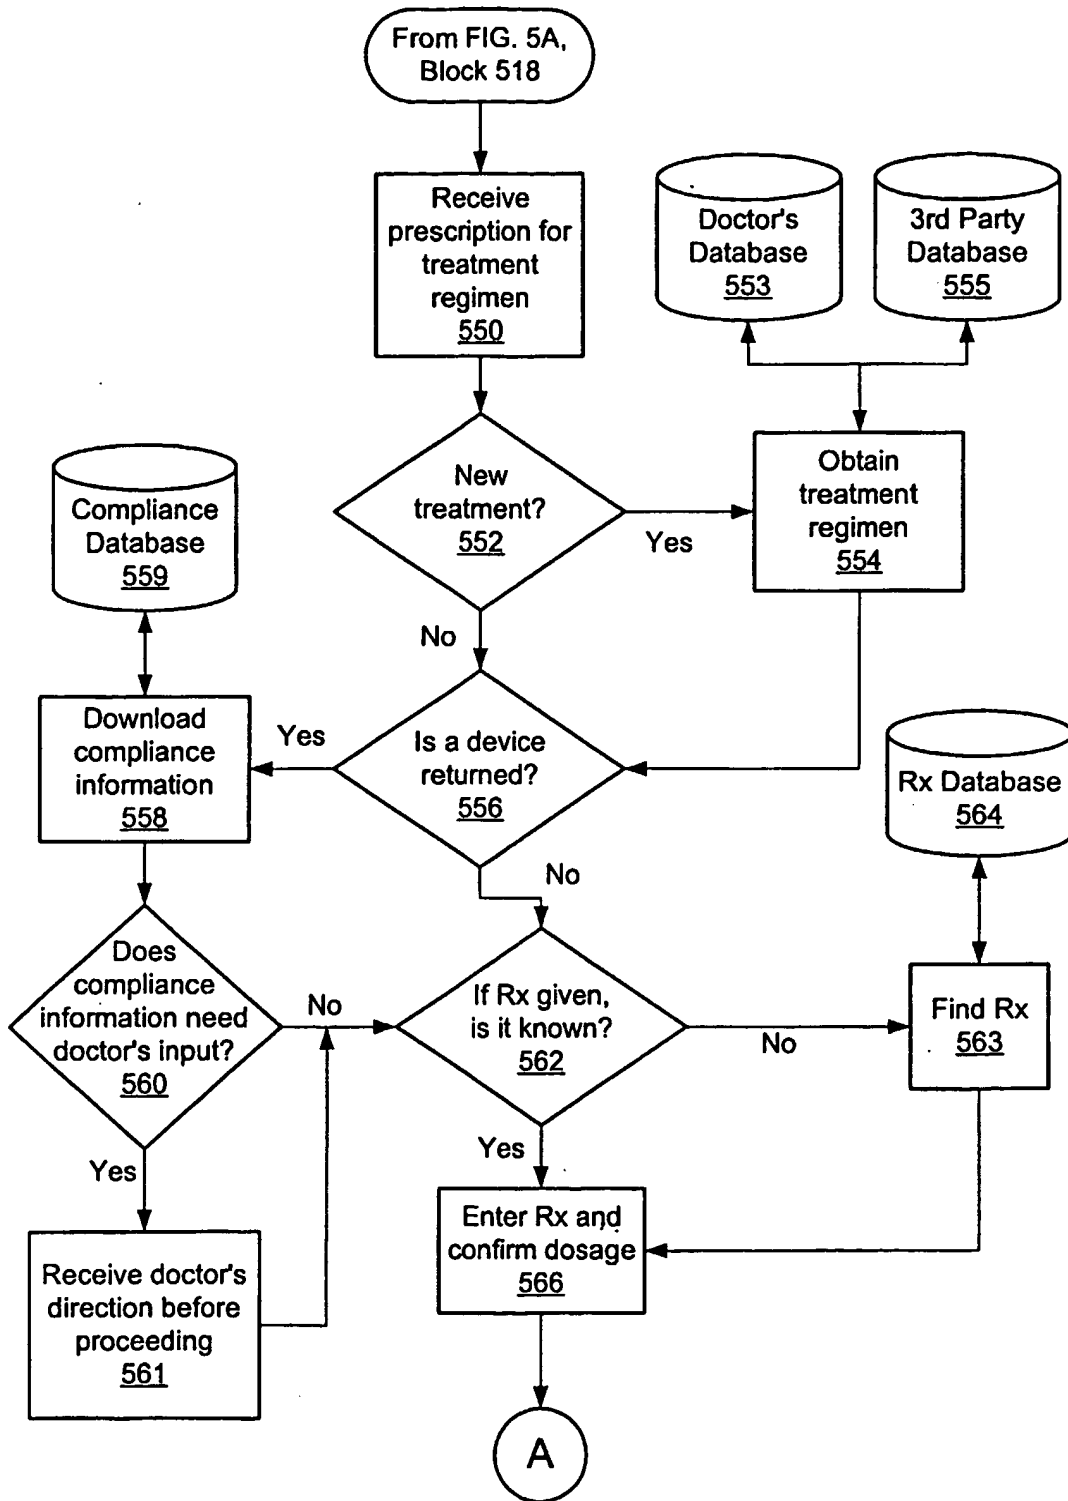 From FIG. 5A,
Block 518
Receive
prescription for
treatment
regimen
550
Doctor's
Database
553
3rd Party
Database
555
New
treatment?
552
Yes
No
Obtain
treatment
regimen
554
Compliance
Database
559
Download
compliance
information
558
Yes
Is a device
returned?
556
No
Rx Database
564
Does
compliance
information need
doctor's input?
560
No
Yes
If Rx given,
is it known?
562
No
Yes
Find Rx
563
Receive doctor's
direction before
proceeding
561
Enter Rx and
confirm dosage
566
A